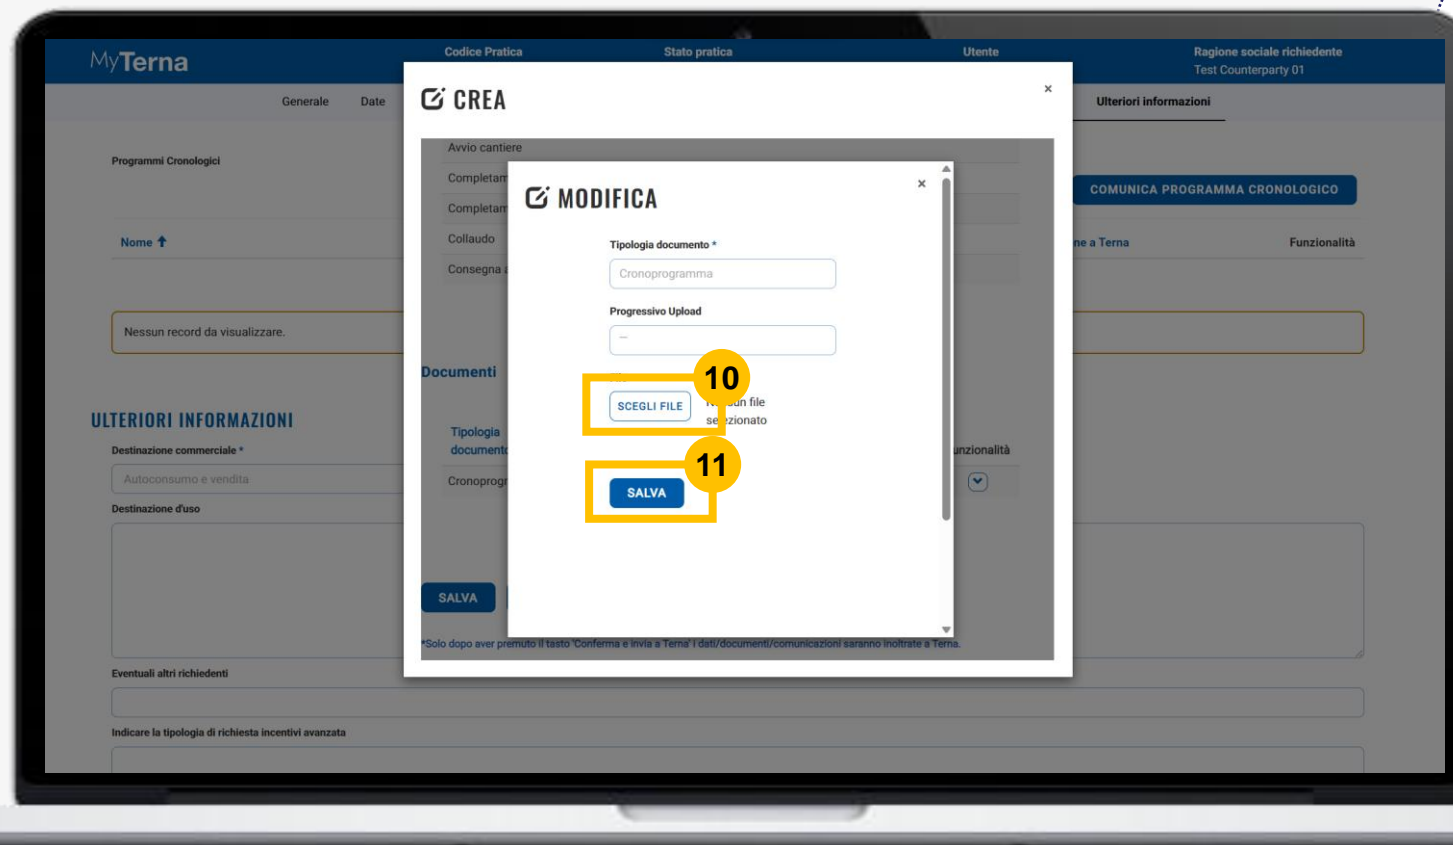 MyTerna
Codice Pratica
Stato pratica
Utente
Ragione sociale richiedente
Test Counterparty 01
Generale
Date
Ulteriori informazioni
CREA
×
Programmi Cronologici
COMUNICA PROGRAMMA CRONOLOGICO
Nome
ne a Terna
Funzionalità
Nessun record da visualizzare.
Avvio cantiere
Completam
Completam
Collaudo
Consegna a
MODIFICA
×
Tipologia documento *
Cronoprogramma
Progressivo Upload
—
10
SCEGLI FILE
un file
selezionato
11
SALVA
Documenti
Tipologia
documento
unzionalità
Cronoprogr
SALVA
*Solo dopo aver premuto il tasto 'Conferma e invia a Terna' i dati/documenti/comunicazioni saranno inoltrate a Terna.
ULTERIORI INFORMAZIONI
Destinazione commerciale *
Autoconsumo e vendita
Destinazione d'uso
Eventuali altri richiedenti
Indicare la tipologia di richiesta incentivi avanzata